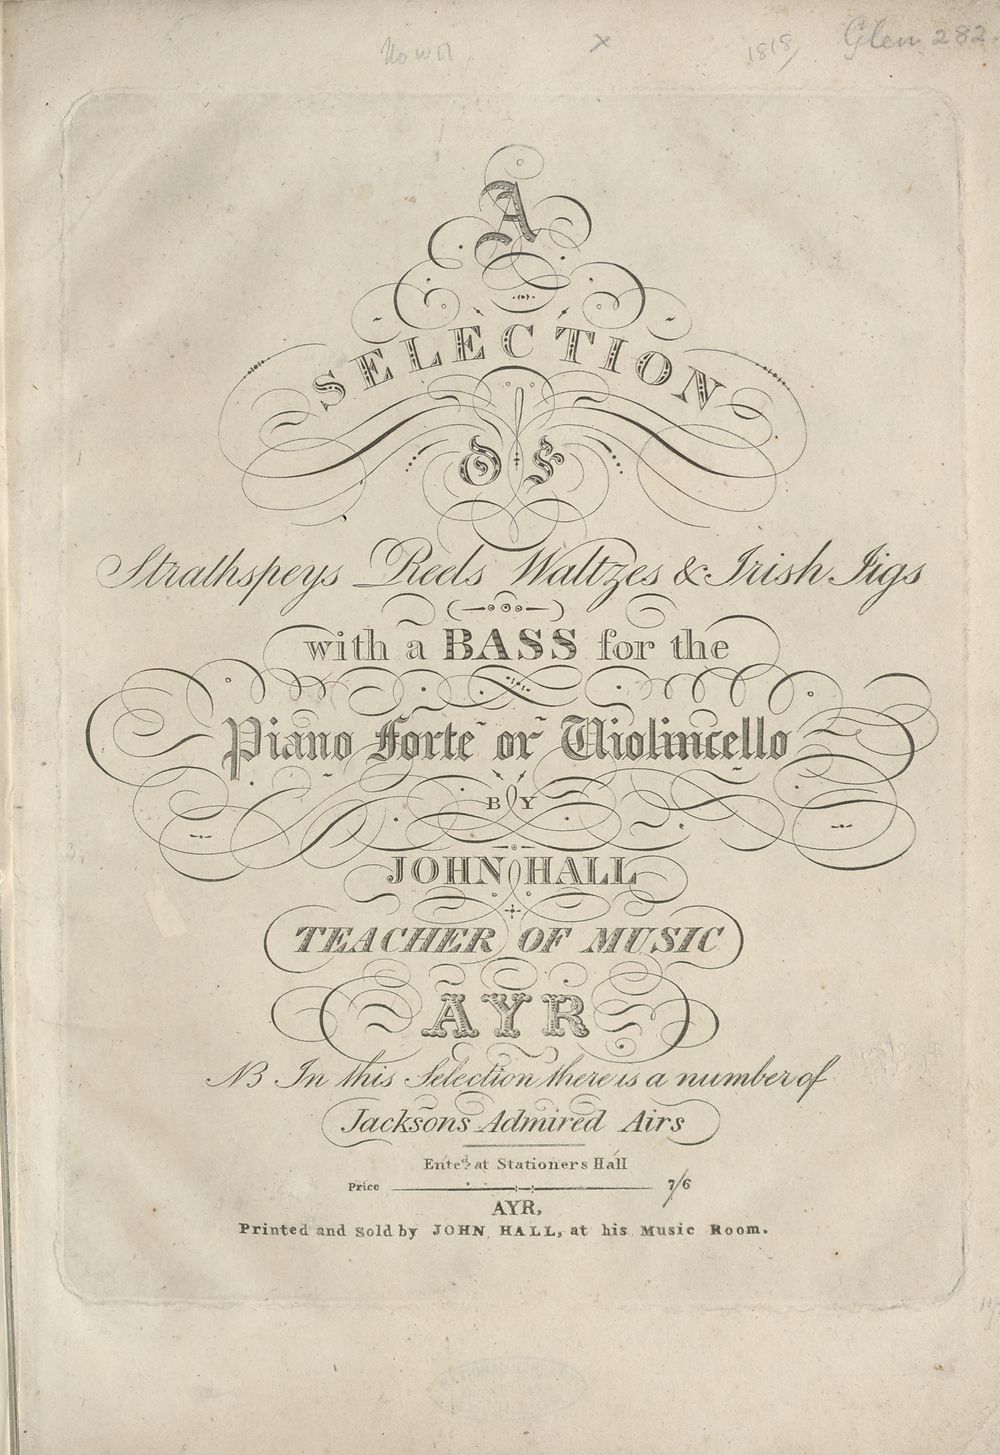 1818
Glen 282.
A
SELECTION
OF
Strathspeys Reels Waltzes & Irish Jigs
with a BASS for the
Piano Forte or Violincello
BY
JOHN HALL
TEACHER OF MUSIC
AYR
NB In this Selection there is a number of
Jacksons Admired Airs
Ente.d at Stationers Hall
Price 7/6
AYR,
Printed and Sold by JOHN HALL, at his Music Room.